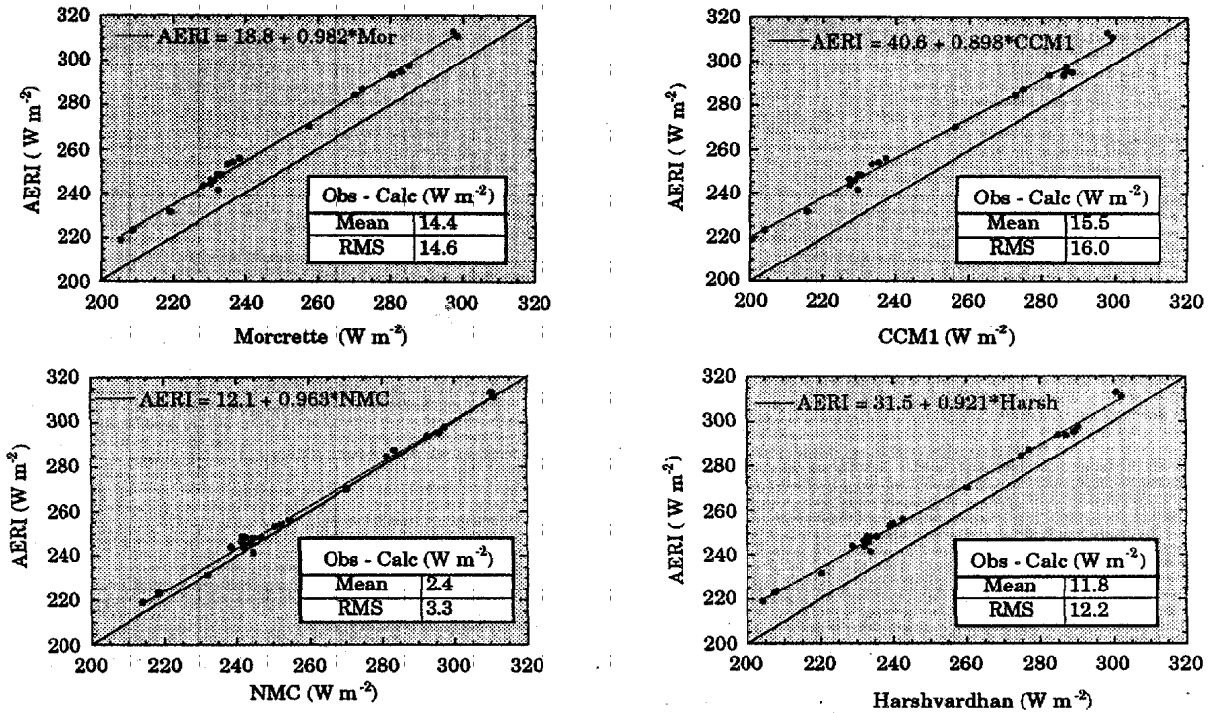 AERI = 18.8 + 0.982*Mor
AERI ( W m-2)
320
300
280
260
240
220
200
Obs - Calc (W m-2)
Mean 14.4
RMS 14.6
200 220 240 260 280 300 320
Morcrette (W m-2)
AERI = 40.6 + 0.898*CCM1
AERI ( W m-2)
320
300
280
260
240
220
200
Obs - Calc (W m-2)
Mean 15.5
RMS 16.0
200 220 240 260 280 300 320
CCM1 (W m-2)
AERI = 12.1 + 0.963*NMC
AERI (W m-2)
320
300
280
260
240
220
200
Obs - Calc (W m-2)
Mean 2.4
RMS 3.3
200 220 240 260 280 300 320
NMC (W m-2)
AERI = 31.5 + 0.921*Harsh
AERI ( W m-2)
320
300
280
260
240
220
200
Obs - Calc (W m-2)
Mean 11.8
RMS 12.2
200 220 240 260 280 300 320
Harshvardhan (W m-2)